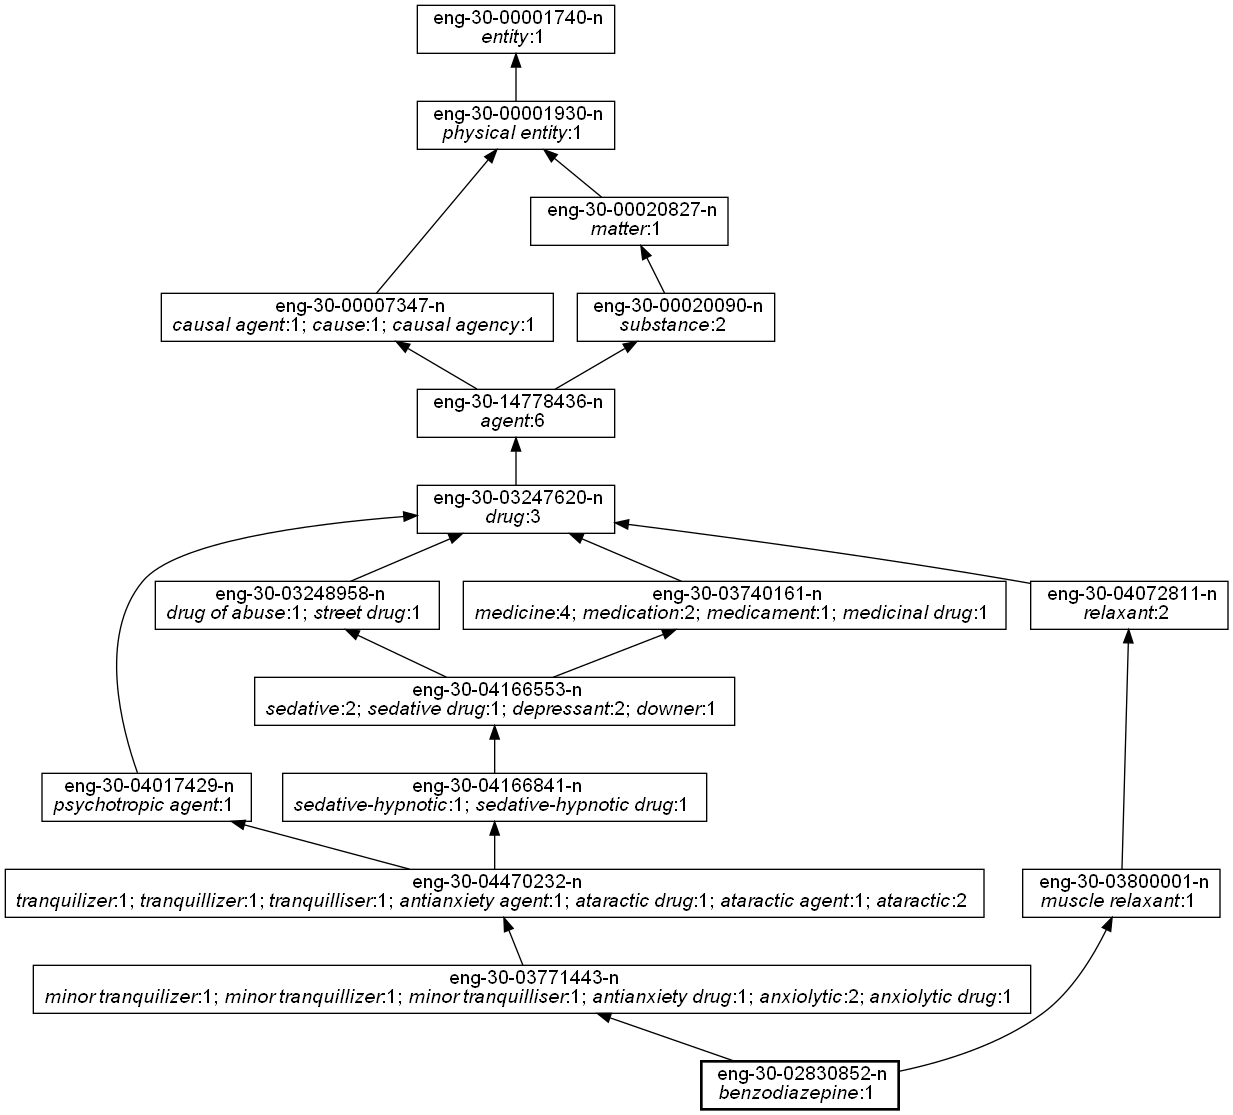 eng-30-00001740-n
entity:1
eng-30-00001930-n
physical entity:1
eng-30-00020827-n
matter:1
eng-30-00007347-n
causal agent:1; cause:1; causal agency:1
eng-30-00020090-n
substance:2
eng-30-14778436-n
agent:6
eng-30-03247620-n
drug:3
eng-30-03248958-n
drug of abuse:1; street drug:1
eng-30-03740161-n
medicine:4; medication:2; medicament:1; medicinal drug:1
eng-30-04072811-n
relaxant:2
eng-30-04166553-n
sedative:2; sedative drug:1; depressant:2; downer:1
eng-30-04017429-n
psychotropic agent:1
eng-30-04166841-n
sedative-hypnotic:1; sedative-hypnotic drug:1
eng-30-04470232-n
tranquilizer:1; tranquillizer:1; tranquilliser:1; antianxiety agent:1; ataractic drug:1; ataractic agent:1; ataractic:2
eng-30-03800001-n
muscle relaxant:1
eng-30-03771443-n
minor tranquilizer:1; minor tranquillizer:1; minor tranquilliser:1; antianxiety drug:1; anxiolytic:2; anxiolytic drug:1
eng-30-02830852-n
benzodiazepine:1